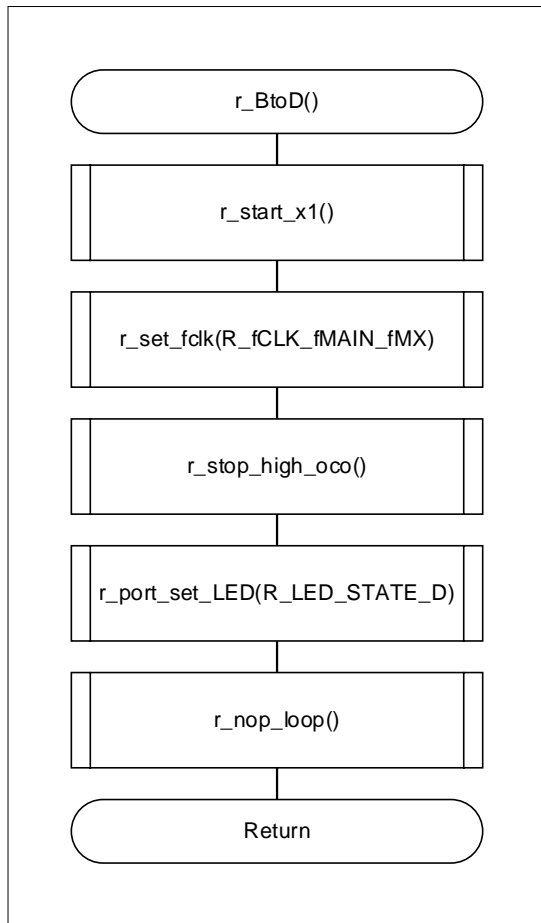 r_BtoD()
r_start_x1()
r_set_fclk(R_fCLK_fMAIN_fMX)
r_stop_high_oco()
r_port_set_LED(R_LED_STATE_D)
r_nop_loop()
Return